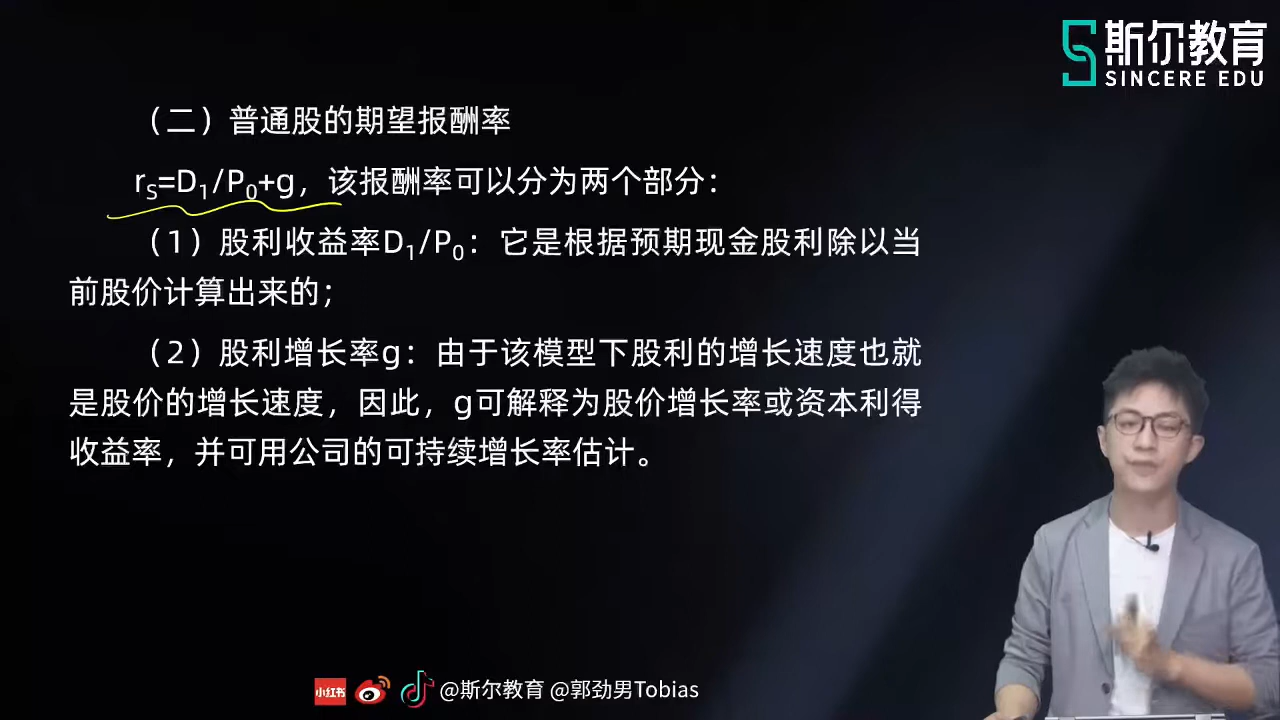 斯尔教育
SINCERE EDU
（二）普通股的期望报酬率
rS=D1/P0+g，该报酬率可以分为两个部分：
（1）股利收益率D1/P0：它是根据预期现金股利除以当
前股价计算出来的；
（2）股利增长率g：由于该模型下股利的增长速度也就
是股价的增长速度，因此，g可解释为股价增长率或资本利得
收益率，并可用公司的可持续增长率估计。
小红书 @斯尔教育 @郭劲男Tobias